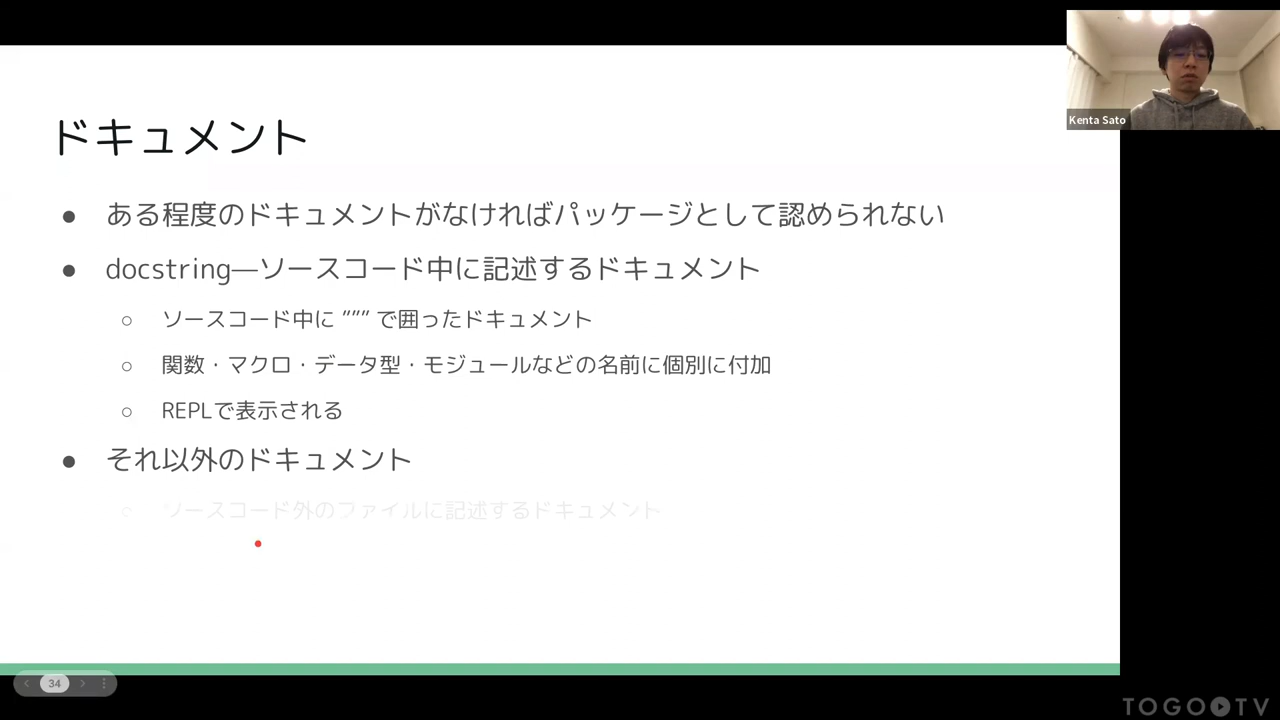 Kenta Sato
ドキュメント
● ある程度のドキュメントがなければパッケージとして認められない
● docstring—ソースコード中に記述するドキュメント
○ ソースコード中に """ で囲ったドキュメント
○ 関数・マクロ・データ型・モジュールなどの名前に個別に付加
○ REPLで表示される
● それ以外のドキュメント
○ ソースコード外のファイルに記述するドキュメント
34
TOGOTV